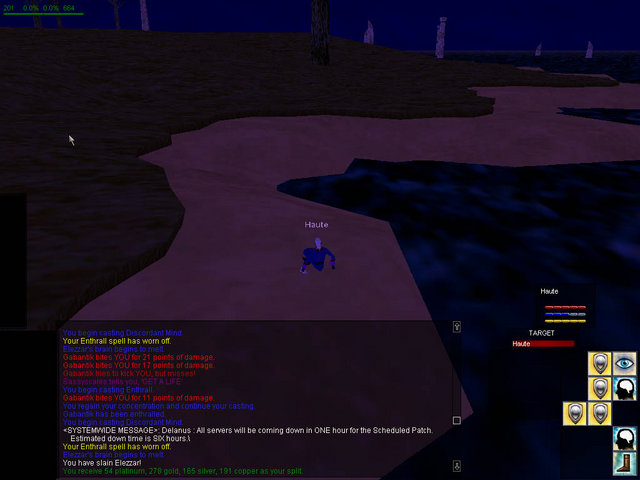 201 0.0% 0.0% 664
Haute
Haute
TARGET
Haute
You begin casting Discordant Mind.
Your Enthrall spell has worn off.
Elezzar's brain begins to melt.
Gabantik bites YOU for 21 points of damage.
Gabantik bites YOU for 17 points of damage.
Gabantik tries to kick YOU, but misses!
Sassyscales tells you, 'GET A LIFE'
You begin casting Enthrall.
Gabantik bites YOU for 11 points of damage.
You regain your concentration and continue your casting.
Gabantik has been enthralled.
You begin casting Discordant Mind.
<SYSTEMWIDE MESSAGE>: Delanus : All servers will be coming down in ONE hour for the Scheduled Patch.
Estimated down time is SIX hours.\
Your Enthrall spell has worn off.
Elezzar's brain begins to melt.
You have slain Elezzar!
You receive 54 platinum, 278 gold, 165 silver, 191 copper as your split.